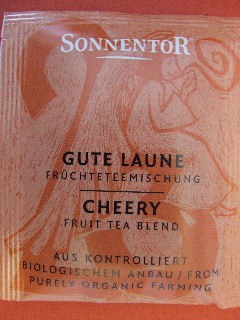 SONNENTOR
GUTE LAUNE
FRÜCHTETEEMISCHUNG
CHEERY
FRUIT TEA BLEND
AUS KONTROLLIERT
BIOLOGISCHEM ANBAU / FROM
PURELY ORGANIC FARMING